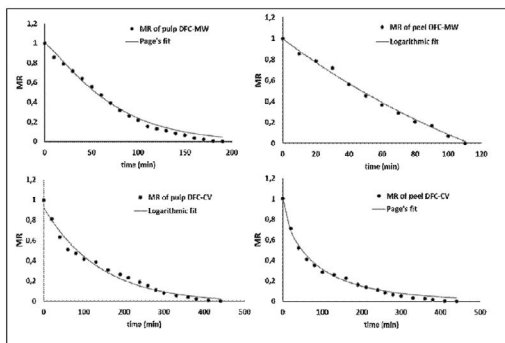 MR of pulp DFC-MW
Page's fit
1,2
1
0,8
0,6
0,4
0,2
0
MR
0 50 100 150 200
time (min)
MR of peel DFC-MW
Logarithmic fit
1,2
1
0,8
0,6
0,4
0,2
0
MR
0 20 40 60 80 100 120
time (min)
MR of pulp DFC-CV
Logarithmic fit
1,2
1
0,8
0,6
0,4
0,2
0
MR
0 100 200 300 400 500
time (min)
MR of peel DFC-CV
Page's fit
1,2
1
0,8
0,6
0,4
0,2
0
MR
0 100 200 300 400 500
time (min)